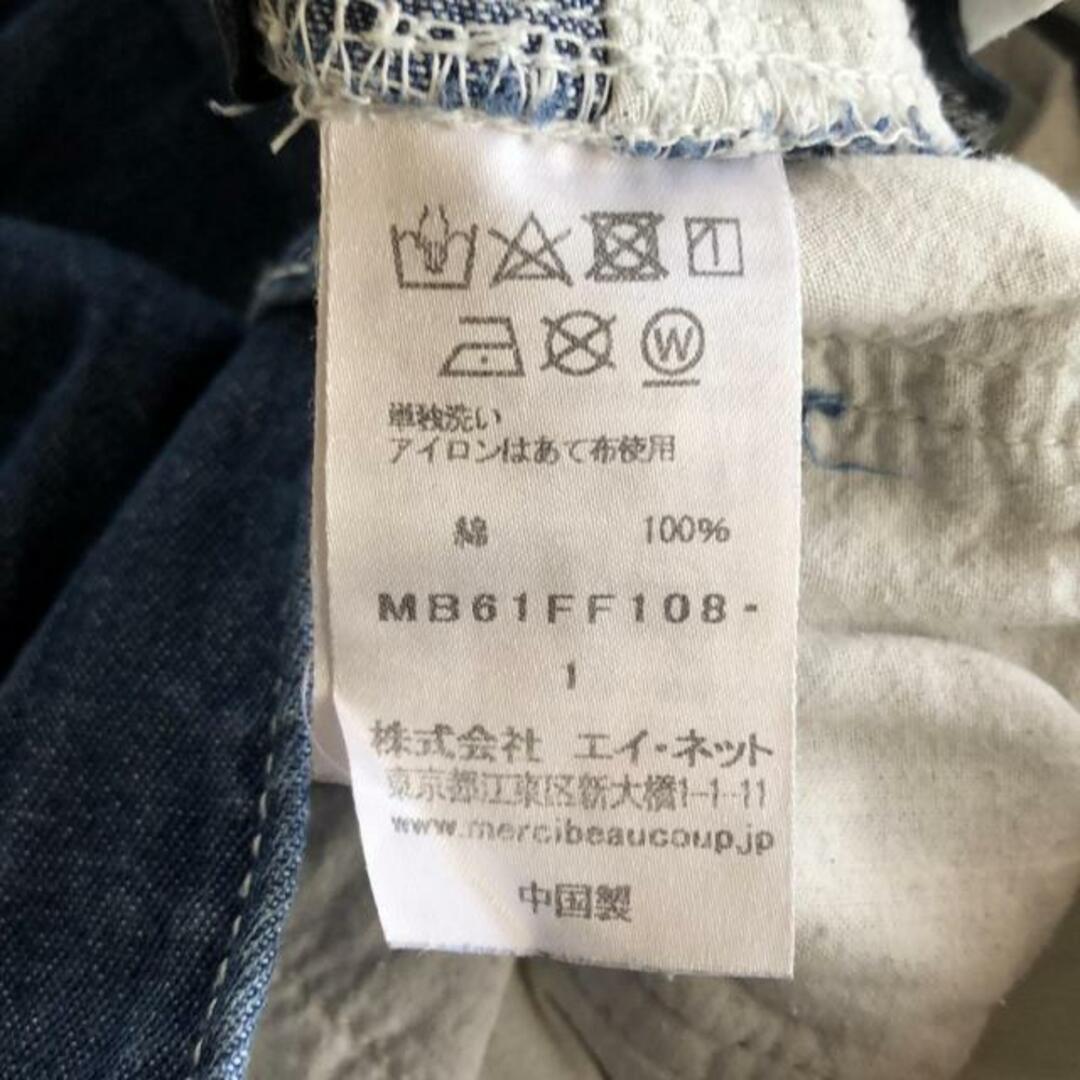 W
単独洗い
アイロンはあて布使用
綿 100%
MB61FF108-
1
株式会社 エイ・ネット
東京都江東区新大橋1-1-11
www.mercibeaucoup.jp
中国製